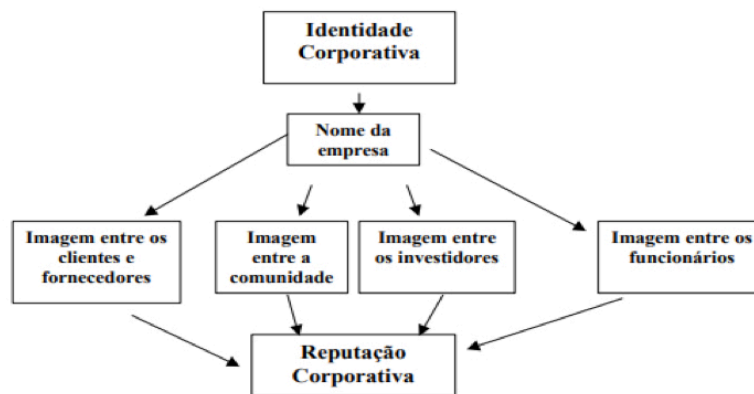 Identidade
Corporativa
Nome da
empresa
Imagem entre os
clientes e
fornecedores
Imagem
entre a
comunidade
Imagem entre
os investidores
Imagem entre os
funcionários
Reputação
Corporativa